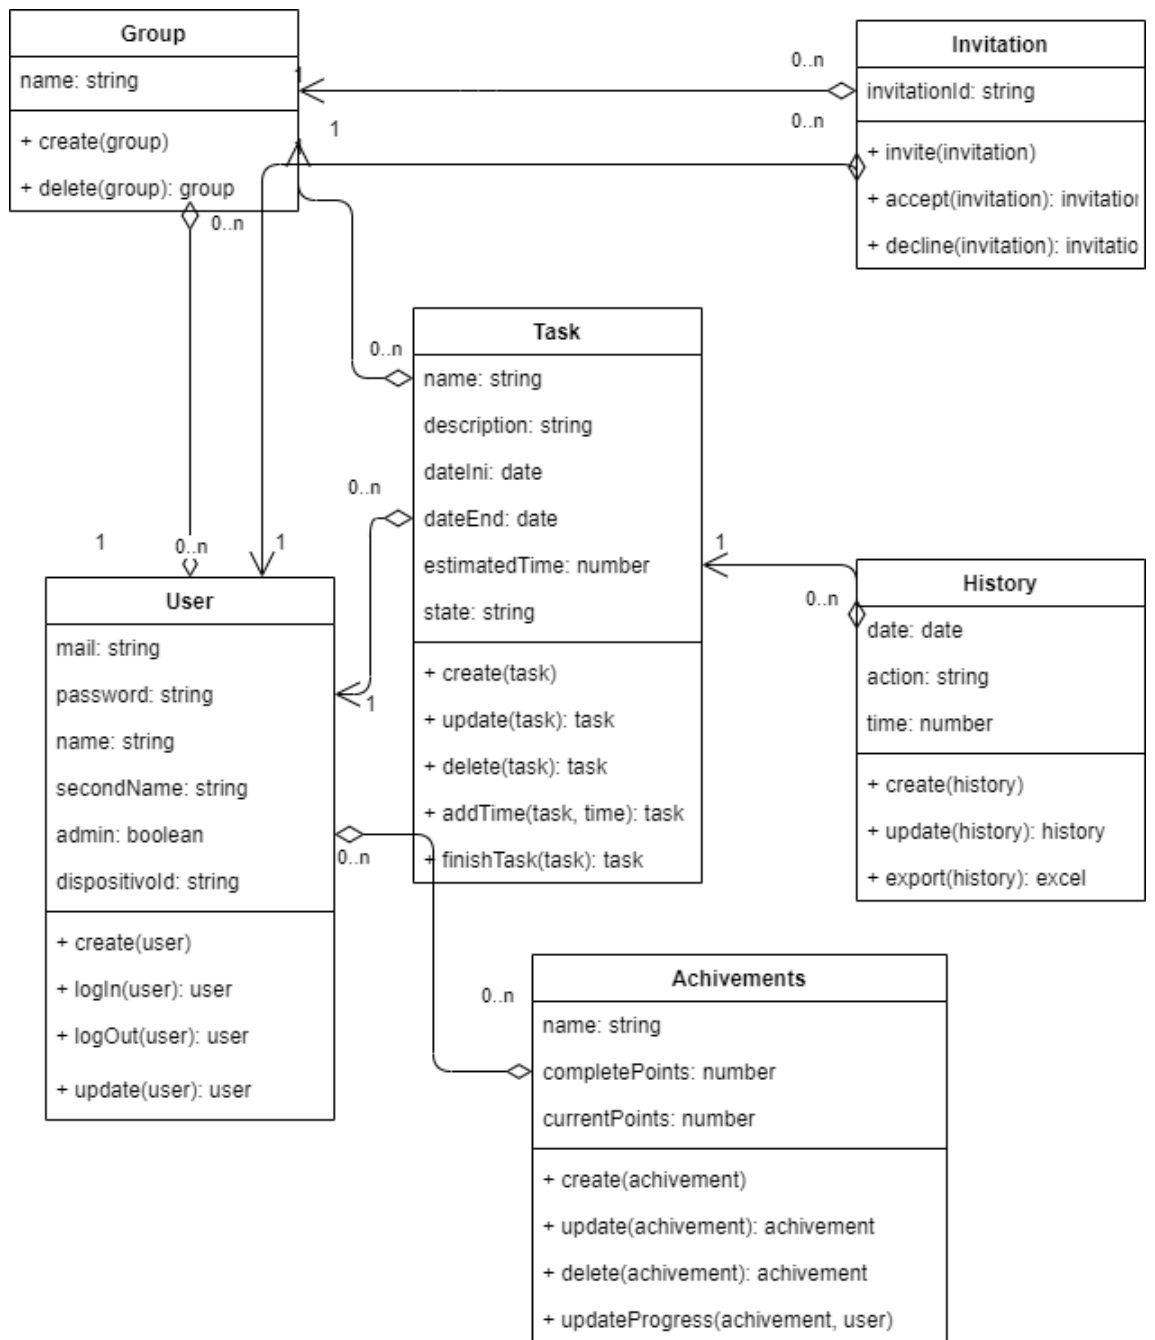 Group
name: string
+ create(group)
+ delete(group): group
1
1
0..n
0..n
0..n
Invitation
invitationId: string
+ invite(invitation)
+ accept(invitation): invitation
+ decline(invitation): invitatio
0..n
Task
name: string
description: string
dateIni: date
dateEnd: date
estimatedTime: number
state: string
+ create(task)
+ update(task): task
+ delete(task): task
+ addTime(task, time): task
+ finishTask(task): task
0..n
1
0..n
1
1
0..n
History
date: date
action: string
time: number
+ create(history)
+ update(history): history
+ export(history): excel
User
mail: string
password: string
name: string
secondName: string
admin: boolean
dispositivoId: string
+ create(user)
+ logIn(user): user
+ logOut(user): user
+ update(user): user
1
0..n
0..n
Achivements
name: string
completePoints: number
currentPoints: number
+ create(achivement)
+ update(achivement): achivement
+ delete(achivement): achivement
+ updateProgress(achivement, user)